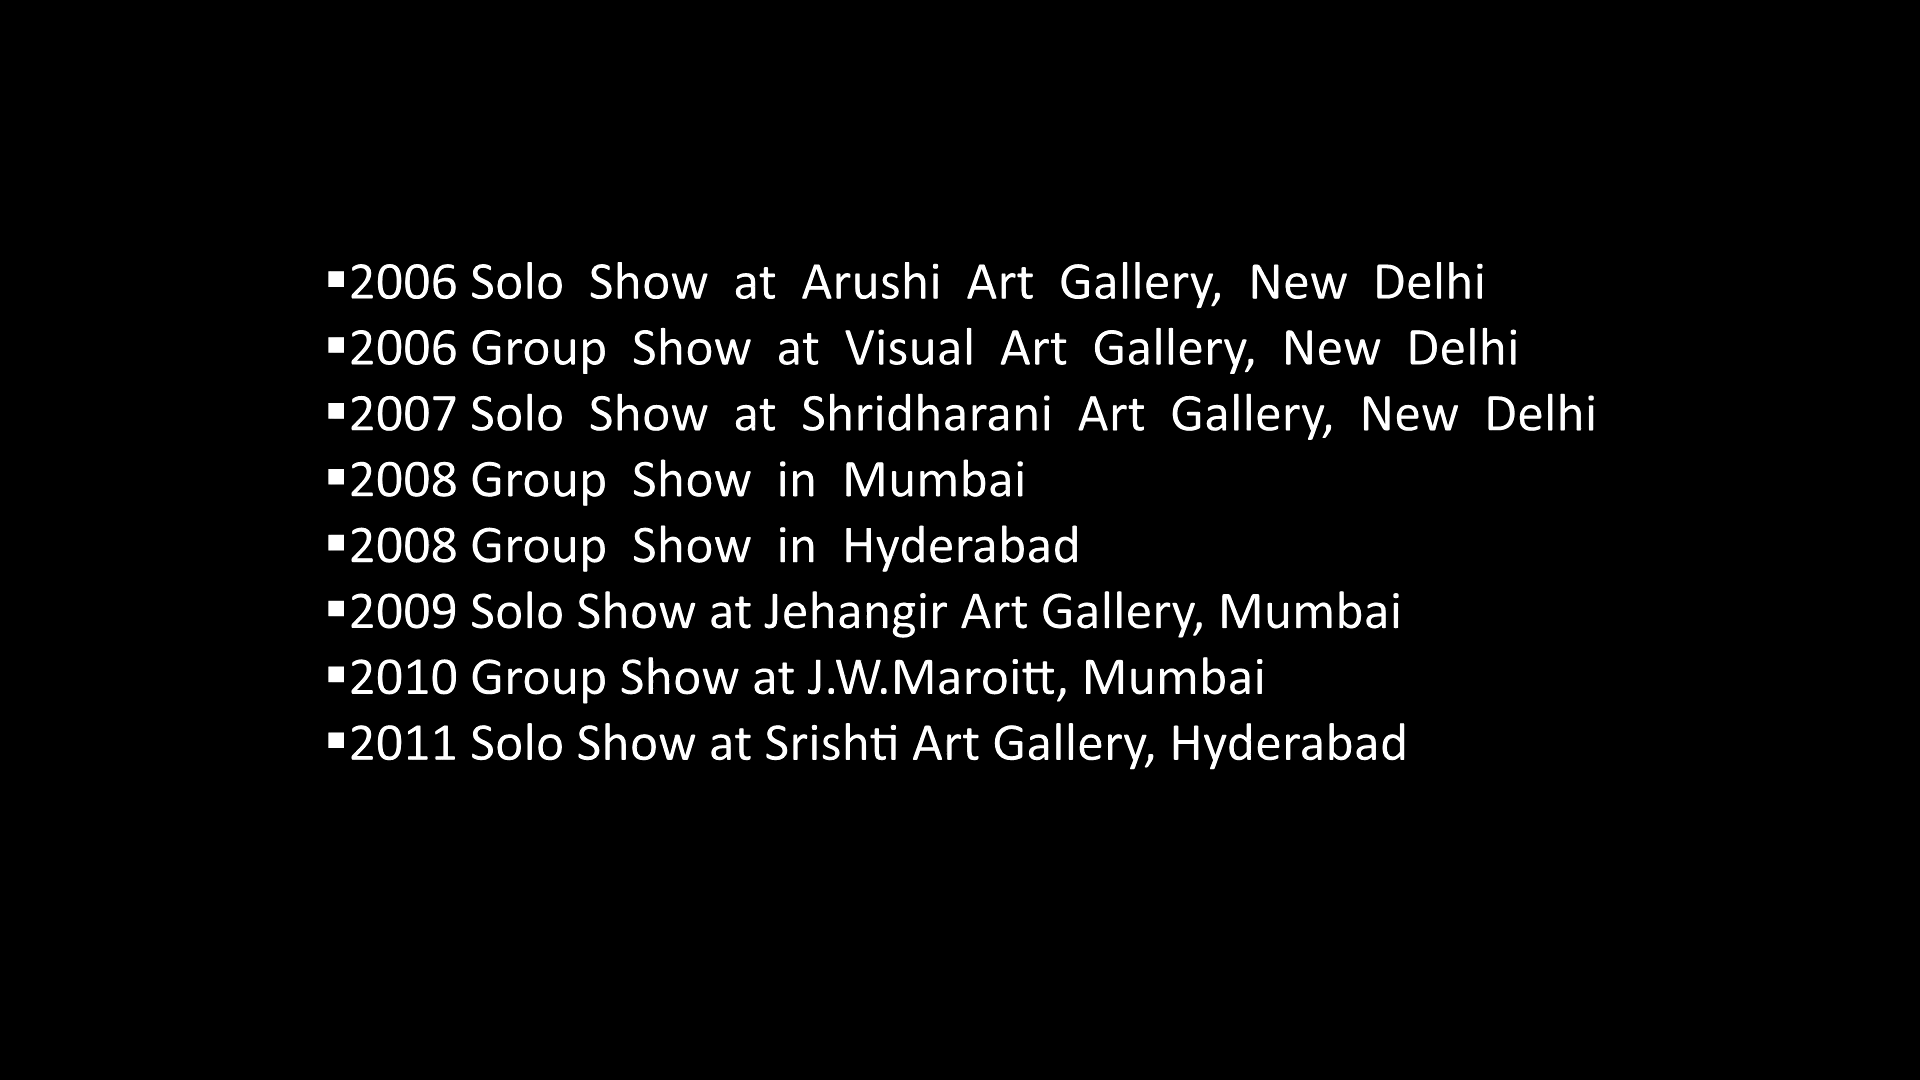 ▪2006 Solo Show at Arushi Art Gallery, New Delhi
▪2006 Group Show at Visual Art Gallery, New Delhi
▪2007 Solo Show at Shridharani Art Gallery, New Delhi
▪2008 Group Show in Mumbai
▪2008 Group Show in Hyderabad
▪2009 Solo Show at Jehangir Art Gallery, Mumbai
▪2010 Group Show at J.W.Maroitt, Mumbai
▪2011 Solo Show at Srishti Art Gallery, Hyderabad